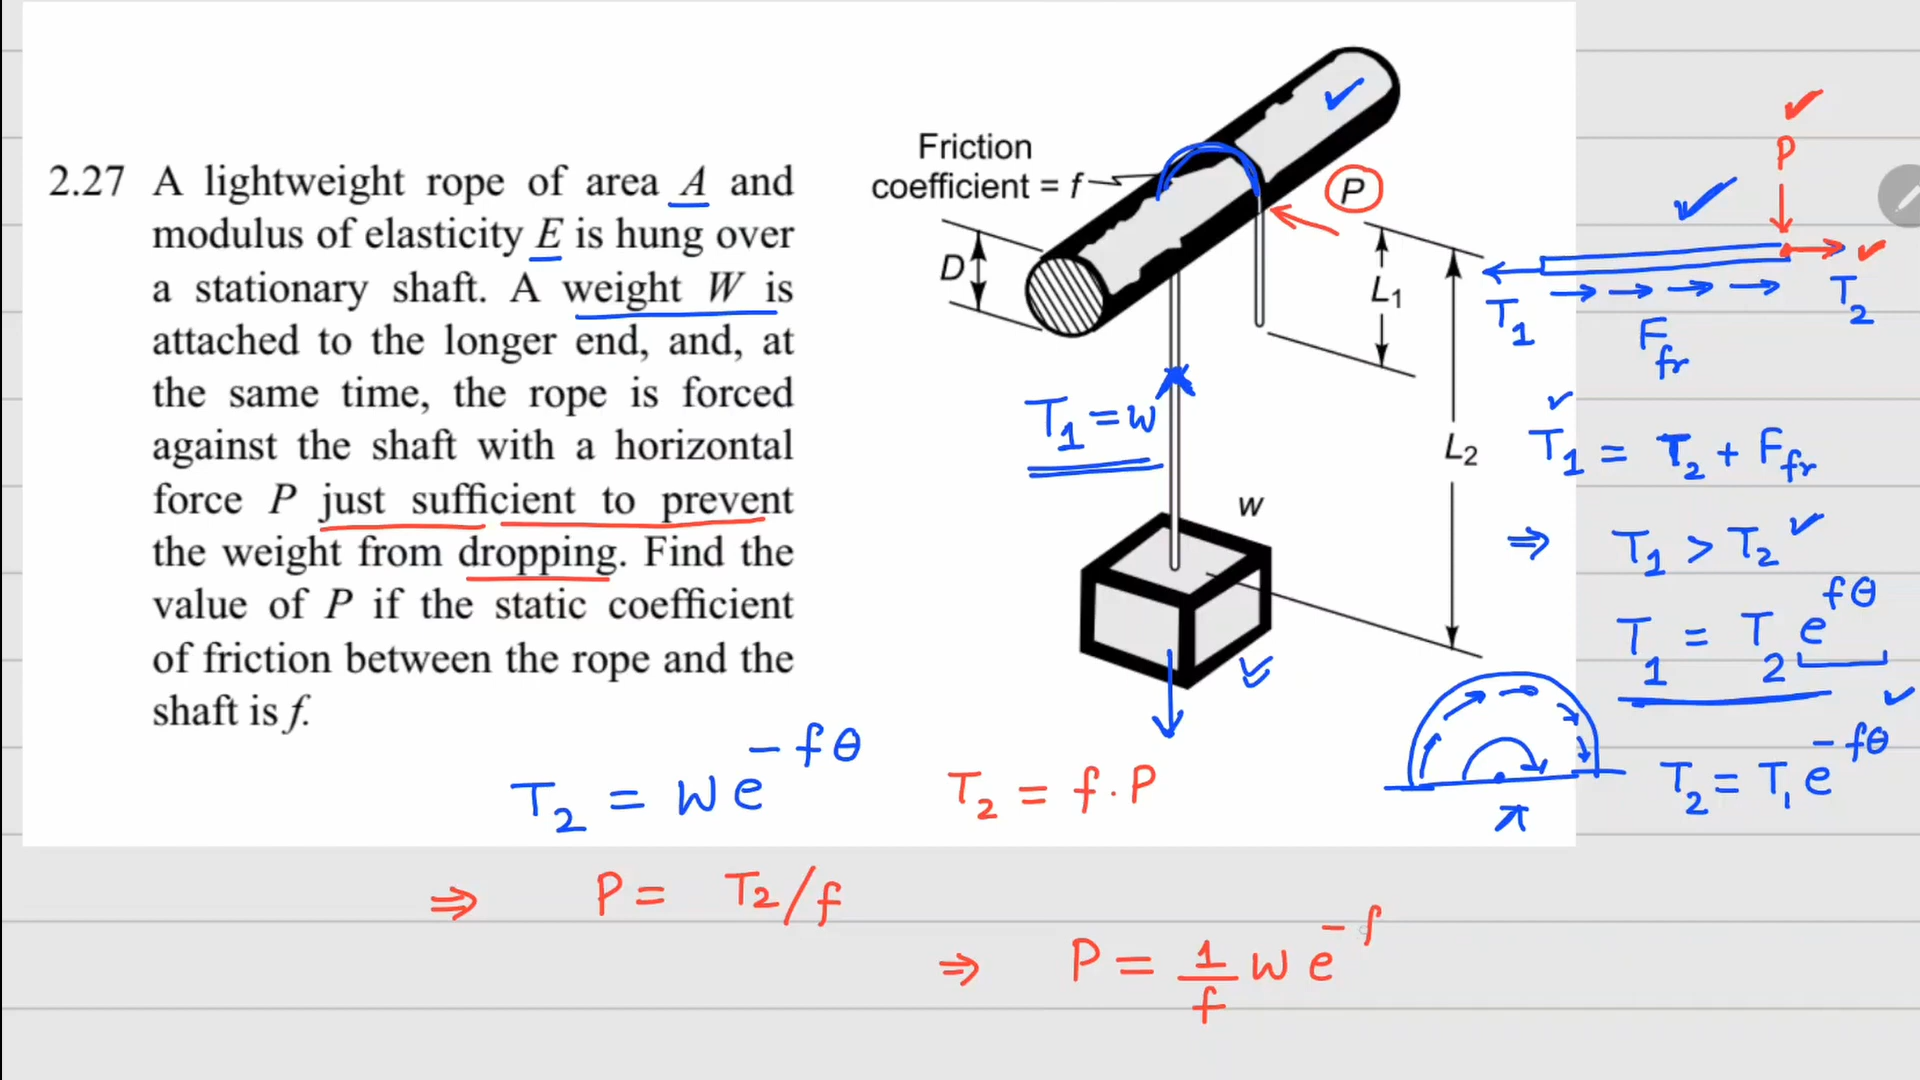 2.27 A lightweight rope of area A and
modulus of elasticity E is hung over
a stationary shaft. A weight W is
attached to the longer end, and, at
the same time, the rope is forced
against the shaft with a horizontal
force P just sufficient to prevent
the weight from dropping. Find the
value of P if the static coefficient
of friction between the rope and the
shaft is f.
Friction
coefficient = f
D
P
L1
L2
W
T1 = w
P
T1
T2
Ffr
T1 = T2 + Ffr
⇒ T1 > T2
T1 = T2 e^fθ
π
T2 = T1 e^-fθ
T2 = w e^-fθ
T2 = f · P
⇒ P = T2/f
⇒ P = 1/f w e^-f